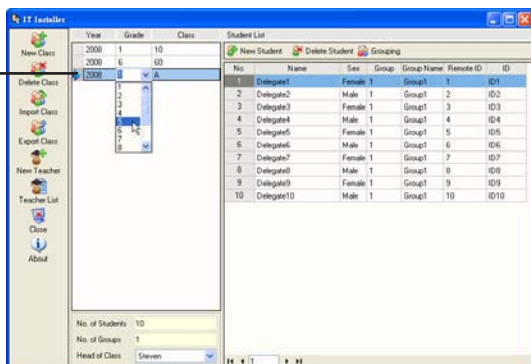 IT Installer
New Class
Delete Class
Import Class
Export Class
New Teacher
Teacher List
Close
About
Year Grade Class
2008 1 10
2008 6 60
2008 A
1
2
3
4
5
6
7
8
No. of Students 10
No. of Groups 1
Head of Class Steven
Student List
New Student Delete Student Grouping
No. Name Sex Group Group Name Remote ID ID
1 Delegate1 Female 1 Group1 1 ID1
2 Delegate2 Male 1 Group1 2 ID2
3 Delegate3 Female 1 Group1 3 ID3
4 Delegate4 Male 1 Group1 4 ID4
5 Delegate5 Female 1 Group1 5 ID5
6 Delegate6 Male 1 Group1 6 ID6
7 Delegate7 Female 1 Group1 7 ID7
8 Delegate8 Male 1 Group1 8 ID8
9 Delegate9 Female 1 Group1 9 ID9
10 Delegate10 Male 1 Group1 10 ID10
1